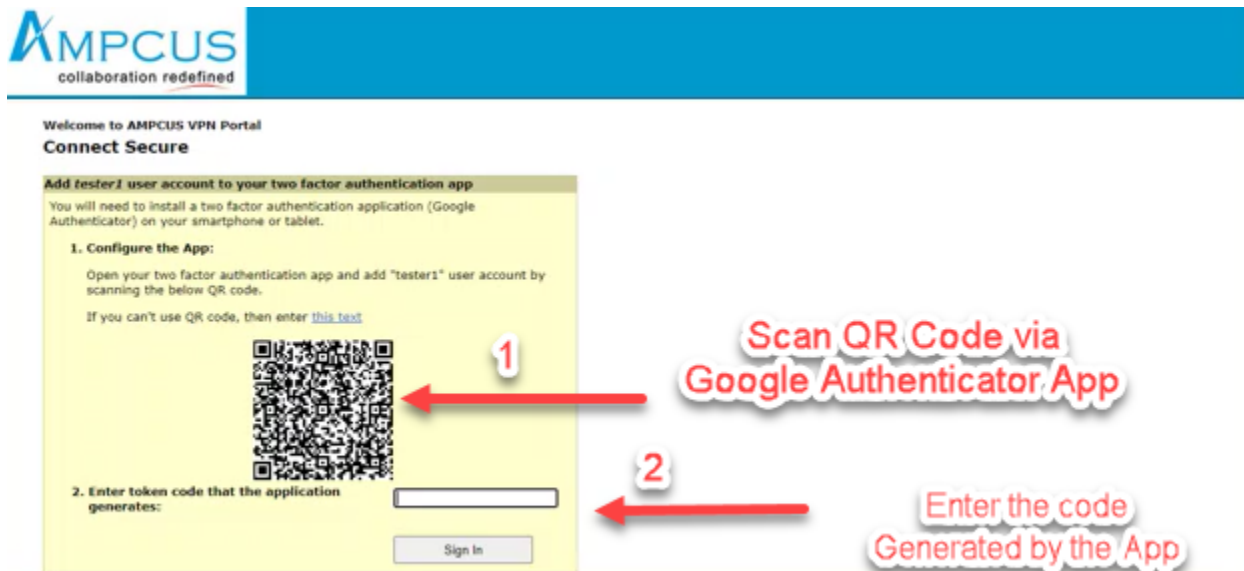 AMPCUS
collaboration redefined
Welcome to AMPCUS VPN Portal
Connect Secure
Add tester1 user account to your two factor authentication app
You will need to install a two factor authentication application (Google
Authenticator) on your smartphone or tablet.
1. Configure the App:
Open your two factor authentication app and add "tester1" user account by
scanning the below QR code.
If you can't use QR code, then enter this text
1
Scan QR Code via
Google Authenticator App
2. Enter token code that the application
generates:
2
Enter the code
Generated by the App
Sign In